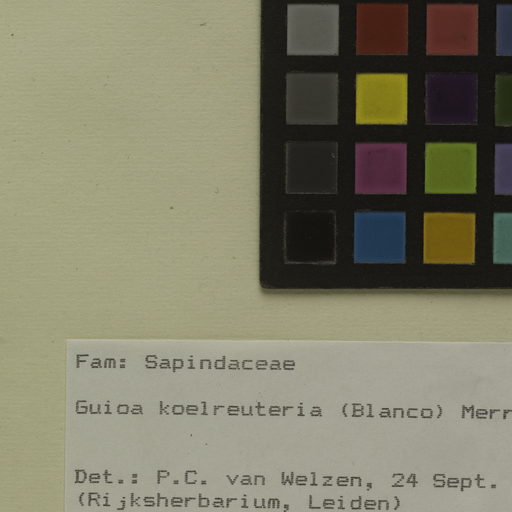 Fam: Sapindaceae
Guioa koelreuteria (Blanco) Merr
Det.: P.C. van Welzen, 24 Sept.
(Rijksherbarium, Leiden)